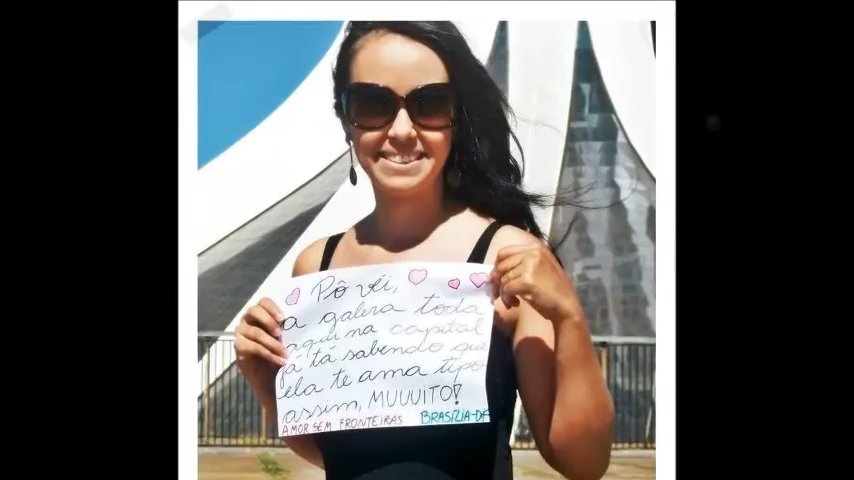 Pô véi,
a galera toda
aqui na capital
já tá sabendo que
ela te ama tipo
assim, MUUUITO!
AMOR SEM FRONTEIRAS BRASÍLIA-DF